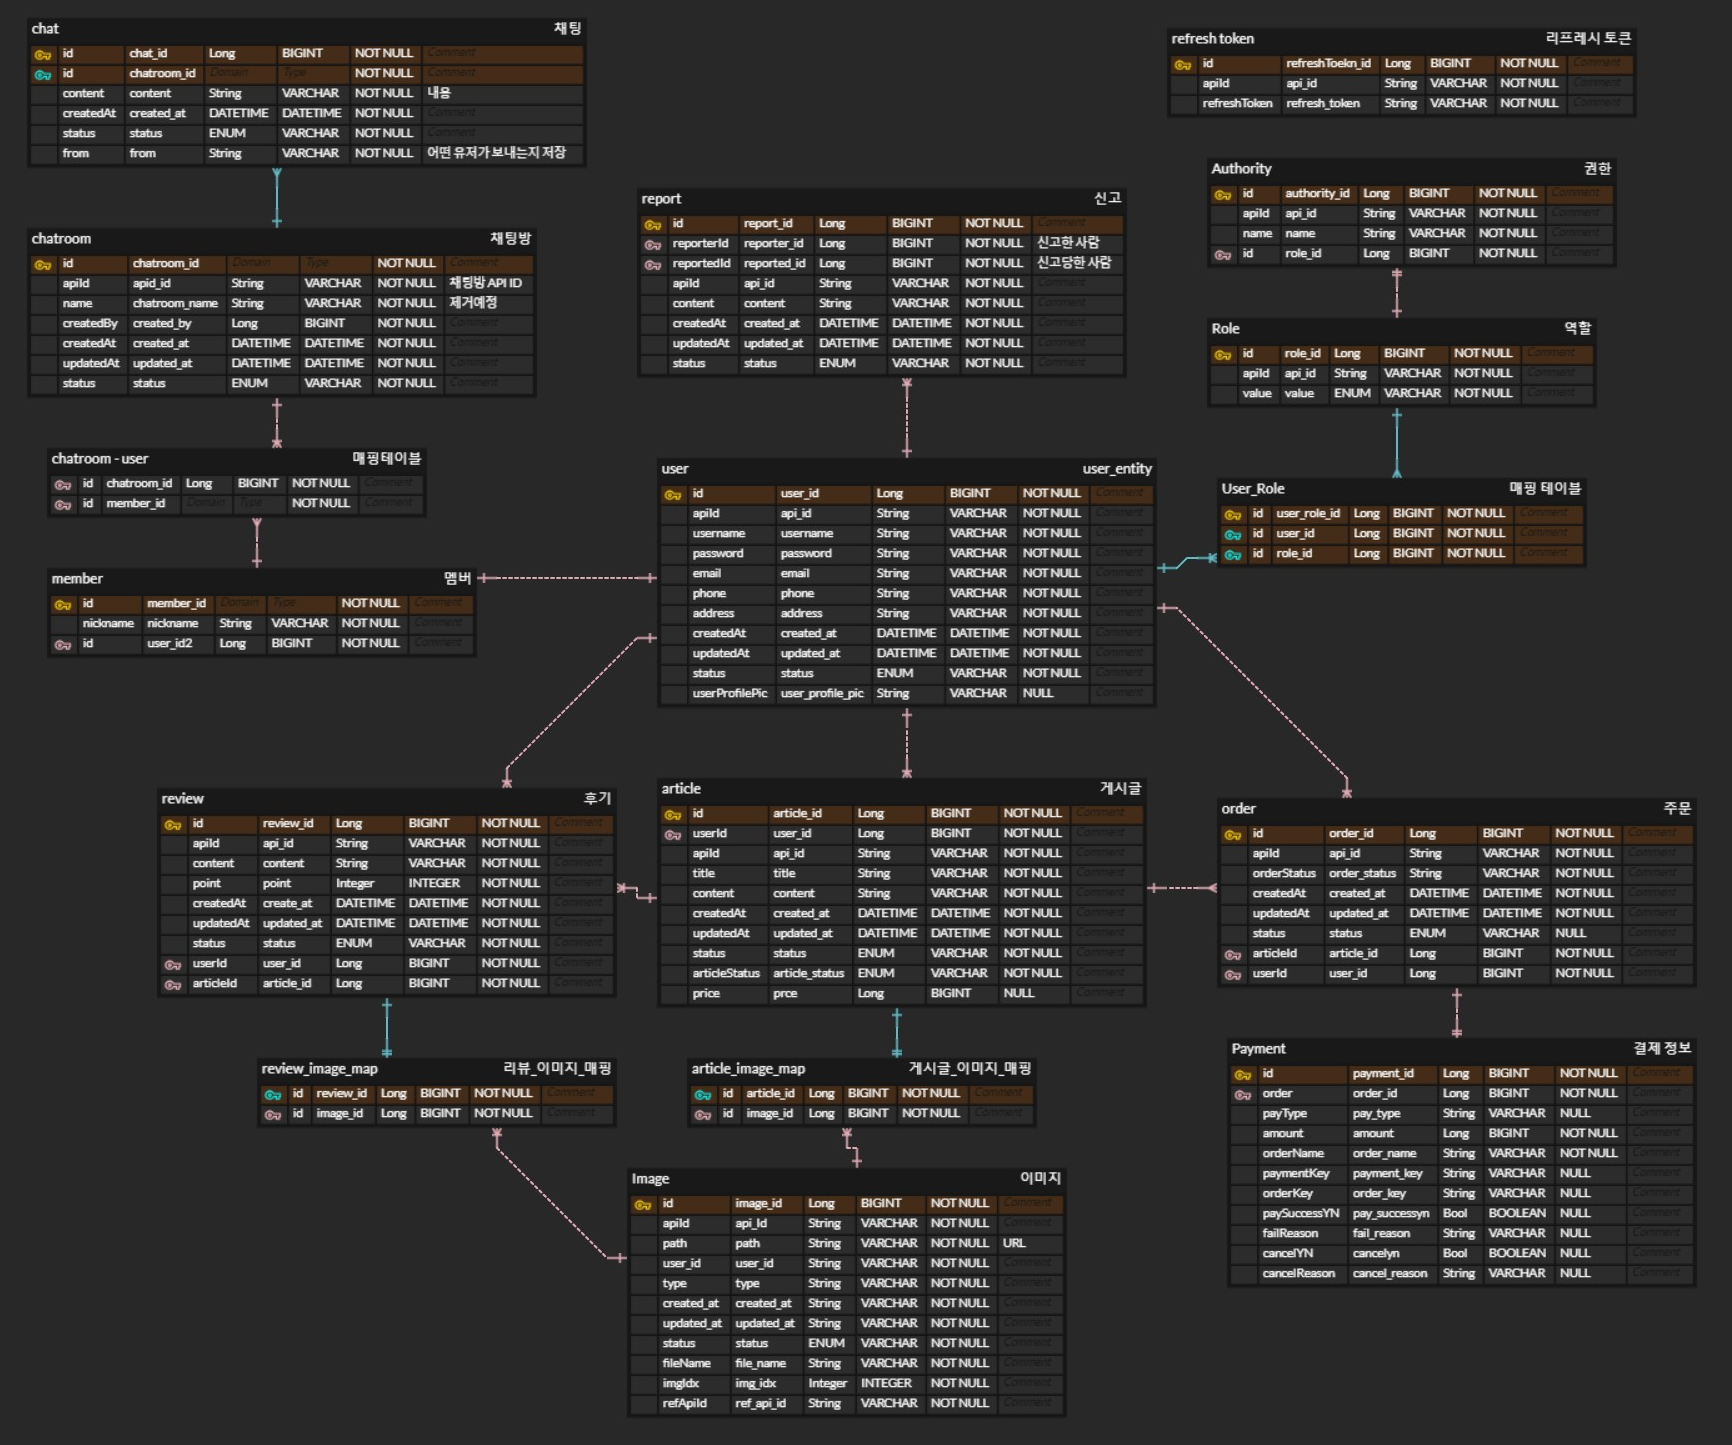 chat 채팅
id chat_id Long BIGINT NOT NULL Comment
id chatroom_id Domain Type NOT NULL Comment
content content String VARCHAR NOT NULL 내용
createdAt created_at DATETIME DATETIME NOT NULL Comment
status status ENUM VARCHAR NOT NULL Comment
from from String VARCHAR NOT NULL 어떤 유저가 보내는지 저장
chatroom 채팅방
id chatroom_id Domain Type NOT NULL Comment
apiId apid_id String VARCHAR NOT NULL 채팅방 API ID
name chatroom_name String VARCHAR NOT NULL 제거예정
createdBy created_by Long BIGINT NOT NULL Comment
createdAt created_at DATETIME DATETIME NOT NULL Comment
updatedAt updated_at DATETIME DATETIME NOT NULL Comment
status status ENUM VARCHAR NOT NULL Comment
chatroom - user 매핑테이블
id chatroom_id Long BIGINT NOT NULL Comment
id member_id Domain Type NOT NULL Comment
member 멤버
id member_id Domain Type NOT NULL Comment
nickname nickname String VARCHAR NOT NULL Comment
id user_id2 Long BIGINT NOT NULL Comment
report 신고
id report_id Long BIGINT NOT NULL Comment
reporterId reporter_id Long BIGINT NOT NULL 신고한 사람
reportedId reported_id Long BIGINT NOT NULL 신고당한 사람
apiId api_id String VARCHAR NOT NULL Comment
content content String VARCHAR NOT NULL Comment
createdAt created_at DATETIME DATETIME NOT NULL Comment
updatedAt updated_at DATETIME DATETIME NOT NULL Comment
status status ENUM VARCHAR NOT NULL Comment
refresh token 리프레시 토큰
id refreshToekn_id Long BIGINT NOT NULL Comment
apiId api_id String VARCHAR NOT NULL Comment
refreshToken refresh_token String VARCHAR NOT NULL Comment
Authority 권한
id authority_id Long BIGINT NOT NULL Comment
apiId api_id String VARCHAR NOT NULL Comment
name name String VARCHAR NOT NULL Comment
id role_id Long BIGINT NOT NULL Comment
Role 역할
id role_id Long BIGINT NOT NULL Comment
apiId api_id String VARCHAR NOT NULL Comment
value value ENUM VARCHAR NOT NULL Comment
User_Role 매핑 테이블
id user_role_id Long BIGINT NOT NULL Comment
id user_id Long BIGINT NOT NULL Comment
id role_id Long BIGINT NOT NULL Comment
user user_entity
id user_id Long BIGINT NOT NULL Comment
apiId api_id String VARCHAR NOT NULL Comment
username username String VARCHAR NOT NULL Comment
password password String VARCHAR NOT NULL Comment
email email String VARCHAR NOT NULL Comment
phone phone String VARCHAR NOT NULL Comment
address address String VARCHAR NOT NULL Comment
createdAt created_at DATETIME DATETIME NOT NULL Comment
updatedAt updated_at DATETIME DATETIME NOT NULL Comment
status status ENUM VARCHAR NOT NULL Comment
userProfilePic user_profile_pic String VARCHAR NULL Comment
review 후기
id review_id Long BIGINT NOT NULL Comment
apiId api_id String VARCHAR NOT NULL Comment
content content String VARCHAR NOT NULL Comment
point point Integer INTEGER NOT NULL Comment
createdAt create_at DATETIME DATETIME NOT NULL Comment
updatedAt updated_at DATETIME DATETIME NOT NULL Comment
status status ENUM VARCHAR NOT NULL Comment
userId user_id Long BIGINT NOT NULL Comment
articleId article_id Long BIGINT NOT NULL Comment
article 게시글
id article_id Long BIGINT NOT NULL Comment
userId user_id Long BIGINT NOT NULL Comment
apiId api_id String VARCHAR NOT NULL Comment
title title String VARCHAR NOT NULL Comment
content content String VARCHAR NOT NULL Comment
createdAt created_at DATETIME DATETIME NOT NULL Comment
updatedAt updated_at DATETIME DATETIME NOT NULL Comment
status status ENUM VARCHAR NOT NULL Comment
articleStatus article_status ENUM VARCHAR NOT NULL Comment
price prce Long BIGINT NULL Comment
order 주문
id order_id Long BIGINT NOT NULL Comment
apiId api_id String VARCHAR NOT NULL Comment
orderStatus order_status String VARCHAR NOT NULL Comment
createdAt created_at DATETIME DATETIME NOT NULL Comment
updatedAt updated_at DATETIME DATETIME NOT NULL Comment
status status ENUM VARCHAR NULL Comment
articleId article_id Long BIGINT NOT NULL Comment
userId user_id Long BIGINT NOT NULL Comment
review_image_map 리뷰_이미지_매핑
id review_id Long BIGINT NOT NULL Comment
id image_id Long BIGINT NOT NULL Comment
article_image_map 게시글_이미지_매핑
id article_id Long BIGINT NOT NULL Comment
id image_id Long BIGINT NOT NULL Comment
Payment 결제 정보
id payment_id Long BIGINT NOT NULL Comment
order order_id Long BIGINT NOT NULL Comment
payType pay_type String VARCHAR NULL Comment
amount amount Long BIGINT NOT NULL Comment
orderName order_name String VARCHAR NOT NULL Comment
paymentKey payment_key String VARCHAR NULL Comment
orderKey order_key String VARCHAR NULL Comment
paySuccessYN pay_successyn Bool BOOLEAN NULL Comment
failReason fail_reason String VARCHAR NULL Comment
cancelYN cancelyn Bool BOOLEAN NULL Comment
cancelReason cancel_reason String VARCHAR NULL Comment
Image 이미지
id image_id Long BIGINT NOT NULL Comment
apiId api_Id String VARCHAR NOT NULL Comment
path path String VARCHAR NOT NULL URL
user_id user_id String VARCHAR NOT NULL Comment
type type String VARCHAR NOT NULL Comment
created_at created_at String VARCHAR NOT NULL Comment
updated_at updated_at String VARCHAR NOT NULL Comment
status status ENUM VARCHAR NOT NULL Comment
fileName file_name String VARCHAR NOT NULL Comment
imgIdx img_idx Integer INTEGER NOT NULL Comment
refApiId ref_api_id String VARCHAR NOT NULL Comment